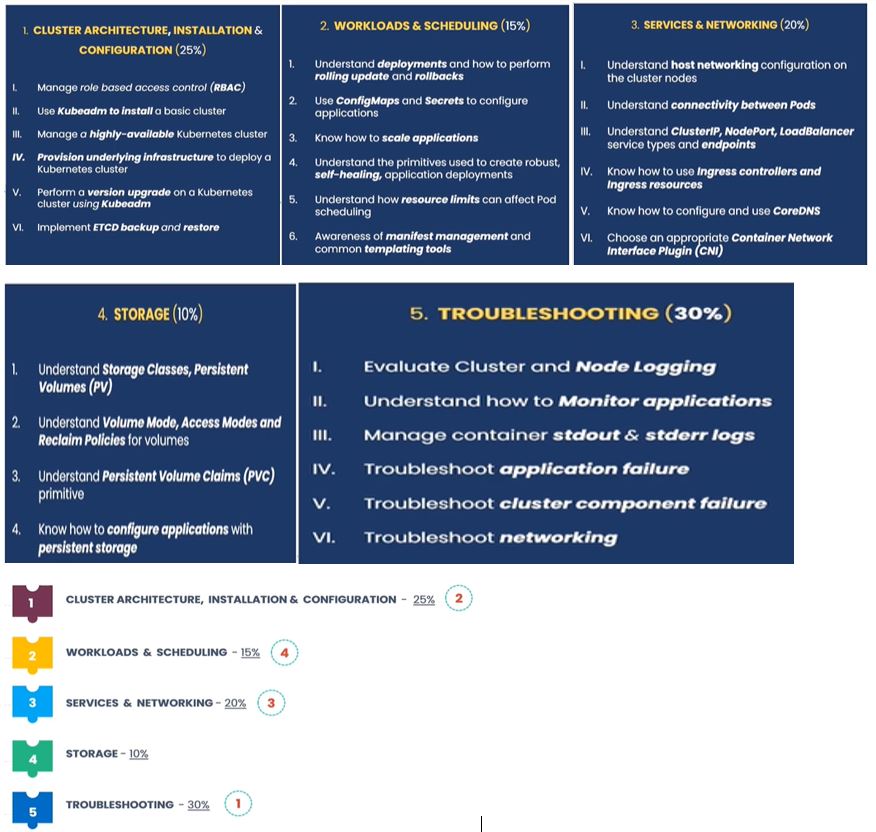 1. CLUSTER ARCHITECTURE, INSTALLATION &
CONFIGURATION (25%)
I. Manage role based access control (RBAC)
II. Use Kubeadm to install a basic cluster
III. Manage a highly-available Kubernetes cluster
IV. Provision underlying infrastructure to deploy a
Kubernetes cluster
V. Perform a version upgrade on a Kubernetes
cluster using Kubeadm
VI. Implement ETCD backup and restore
2. WORKLOADS & SCHEDULING (15%)
1. Understand deployments and how to perform
rolling update and rollbacks
2. Use ConfigMaps and Secrets to configure
applications
3. Know how to scale applications
4. Understand the primitives used to create robust,
self-healing, application deployments
5. Understand how resource limits can affect Pod
scheduling
6. Awareness of manifest management and
common templating tools
3. SERVICES & NETWORKING (20%)
I. Understand host networking configuration on
the cluster nodes
II. Understand connectivity between Pods
III. Understand ClusterIP, NodePort, LoadBalancer
service types and endpoints
IV. Know how to use Ingress controllers and
Ingress resources
V. Know how to configure and use CoreDNS
VI. Choose an appropriate Container Network
Interface Plugin (CNI)
4. STORAGE (10%)
1. Understand Storage Classes, Persistent
Volumes (PV)
2. Understand Volume Mode, Access Modes and
Reclaim Policies for volumes
3. Understand Persistent Volume Claims (PVC)
primitive
4. Know how to configure applications with
persistent storage
5. TROUBLESHOOTING (30%)
I. Evaluate Cluster and Node Logging
II. Understand how to Monitor applications
III. Manage container stdout & stderr logs
IV. Troubleshoot application failure
V. Troubleshoot cluster component failure
VI. Troubleshoot networking
1 CLUSTER ARCHITECTURE, INSTALLATION & CONFIGURATION - 25% 2
2 WORKLOADS & SCHEDULING - 15% 4
3 SERVICES & NETWORKING - 20% 3
4 STORAGE - 10%
5 TROUBLESHOOTING - 30% 1